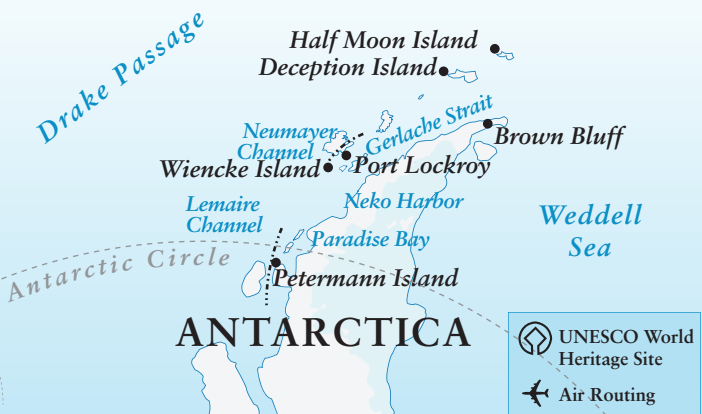 Drake Passage
Half Moon Island
Deception Island
Gerlache Strait
Neumayer
Channel
Brown Bluff
Wiencke Island
Port Lockroy
Neko Harbor
Lemaire
Channel
Weddell
Sea
Paradise Bay
Antarctic Circle
Petermann Island
ANTARCTICA
UNESCO World
Heritage Site
Air Routing